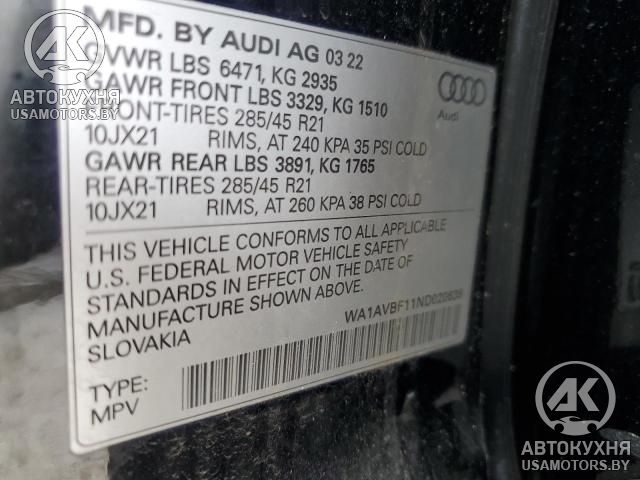 MFD. BY AUDI AG 03 22
GVWR LBS 6471, KG 2935
GAWR FRONT LBS 3329, KG 1510
FRONT-TIRES 285/45 R21
10JX21 RIMS, AT 240 KPA 35 PSI COLD
GAWR REAR LBS 3891, KG 1765
REAR-TIRES 285/45 R21
10JX21 RIMS, AT 260 KPA 38 PSI COLD
Audi
THIS VEHICLE CONFORMS TO ALL APPLICABLE
U.S. FEDERAL MOTOR VEHICLE SAFETY
STANDARDS IN EFFECT ON THE DATE OF
MANUFACTURE SHOWN ABOVE.
SLOVAKIA
WA1AVBF11ND020635
TYPE:
MPV
АК
АВТОКУХНЯ
USAMOTORS.BY
АК
АВТОКУХНЯ
USAMOTORS.BY